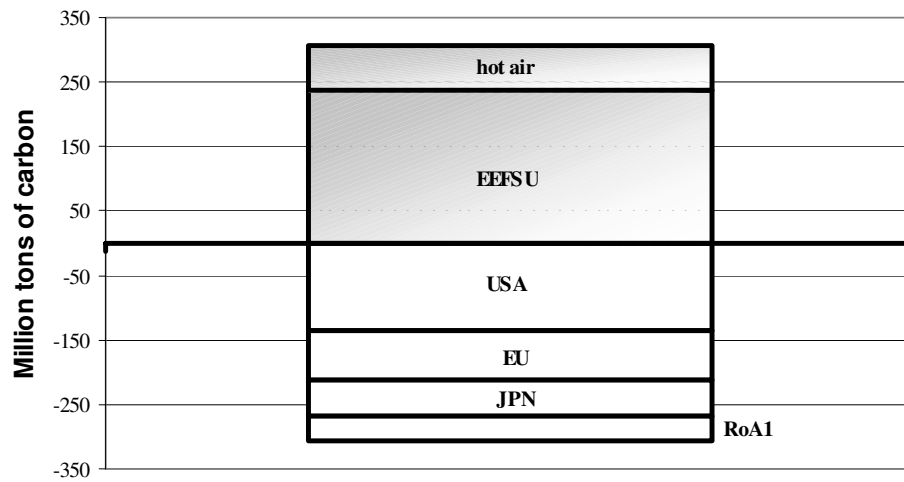 350
250
150
50
-50
-150
-250
-350
Million tons of carbon
hot air
EEFSU
USA
EU
JPN
RoA1